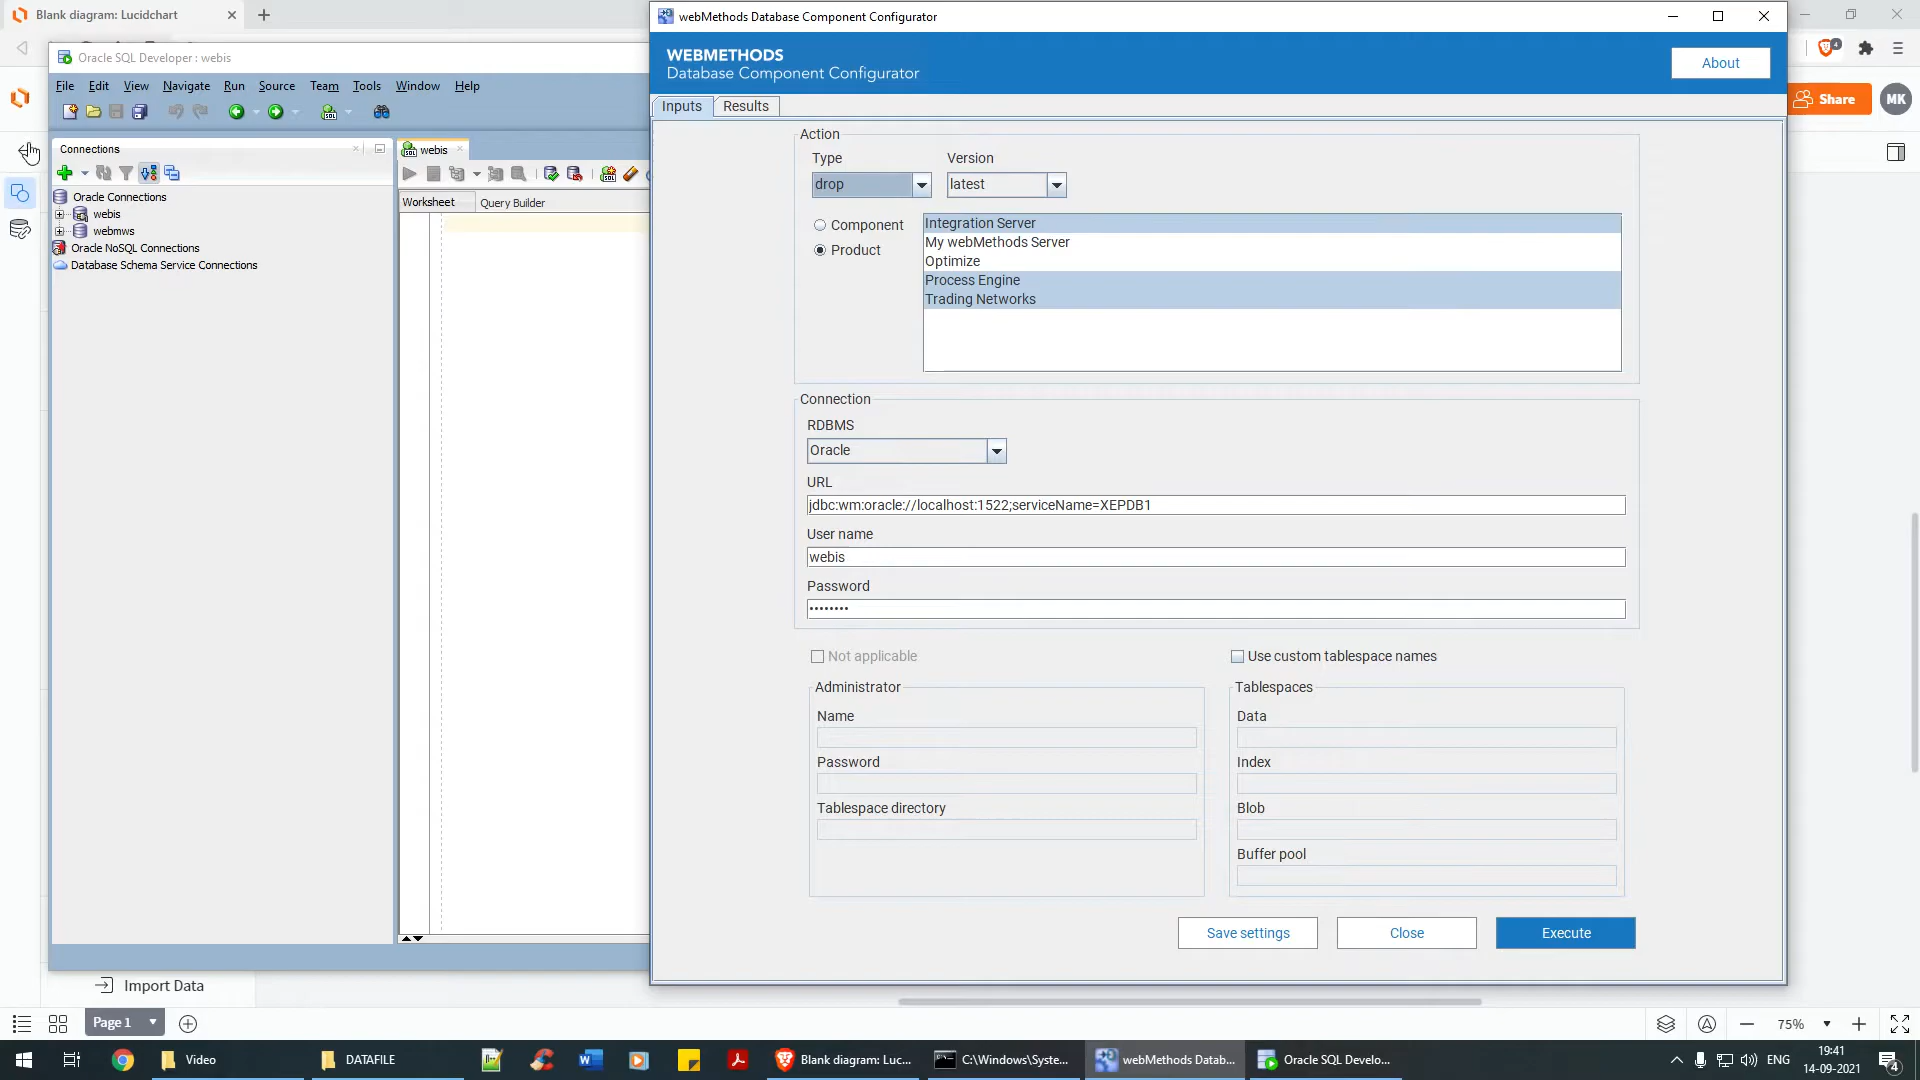 Blank diagram: Lucidchart
webMethods Database Component Configurator
4
Oracle SQL Developer : webis
WEBMETHODS
Database Component Configurator
About
File Edit View Navigate Run Source Team Tools Window Help
Share
MK
Inputs
Results
Connections
webis
Action
Type
Version
drop
latest
Worksheet
Query Builder
Oracle Connections
webis
webmws
Oracle NoSQL Connections
Database Schema Service Connections
Component
Product
Integration Server
My webMethods Server
Optimize
Process Engine
Trading Networks
Connection
RDBMS
Oracle
URL
jdbc:wm:oracle://localhost:1522;serviceName=XEPDB1
User name
webis
Password
••••••••
Not applicable
Use custom tablespace names
Administrator
Tablespaces
Name
Data
Password
Index
Tablespace directory
Blob
Buffer pool
Save settings
Close
Execute
Import Data
Page 1
75%
Video
DATAFILE
Blank diagram: Luc...
C:\Windows\Syste...
webMethods Datab...
Oracle SQL Develo...
ENG
19:41
14-09-2021
4